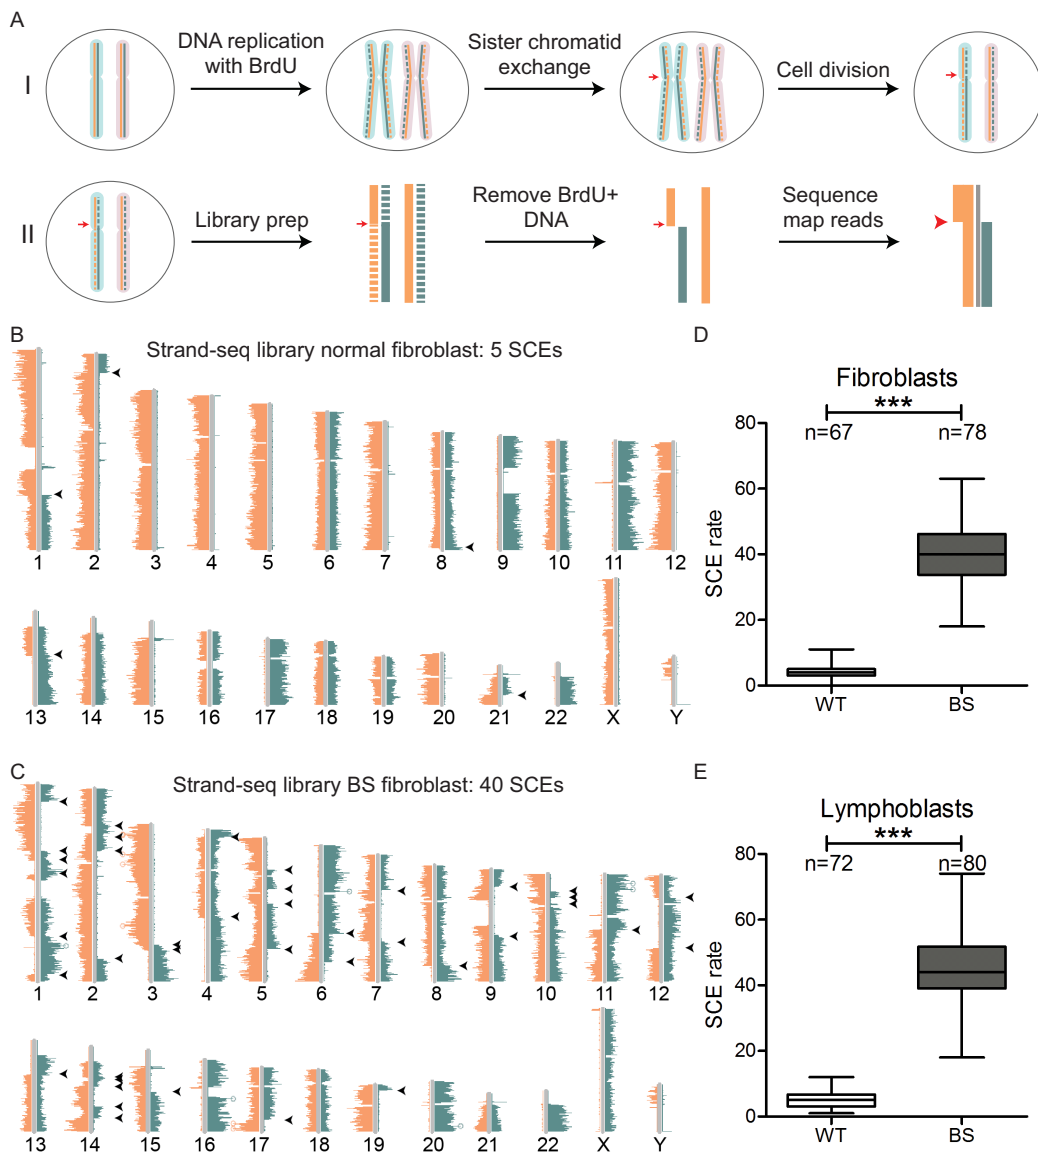 A
I
DNA replication
with BrdU
Sister chromatid
exchange
Cell division
II
Library prep
Remove BrdU+
DNA
Sequence
map reads
B
Strand-seq library normal fibroblast: 5 SCEs
1 2 3 4 5 6 7 8 9 10 11 12
13 14 15 16 17 18 19 20 21 22 X Y
C
Strand-seq library BS fibroblast: 40 SCEs
1 2 3 4 5 6 7 8 9 10 11 12
13 14 15 16 17 18 19 20 21 22 X Y
D
Fibroblasts
***
n=67 n=78
SCE rate
80
60
40
20
0
WT BS
E
Lymphoblasts
***
n=72 n=80
SCE rate
80
60
40
20
0
WT BS